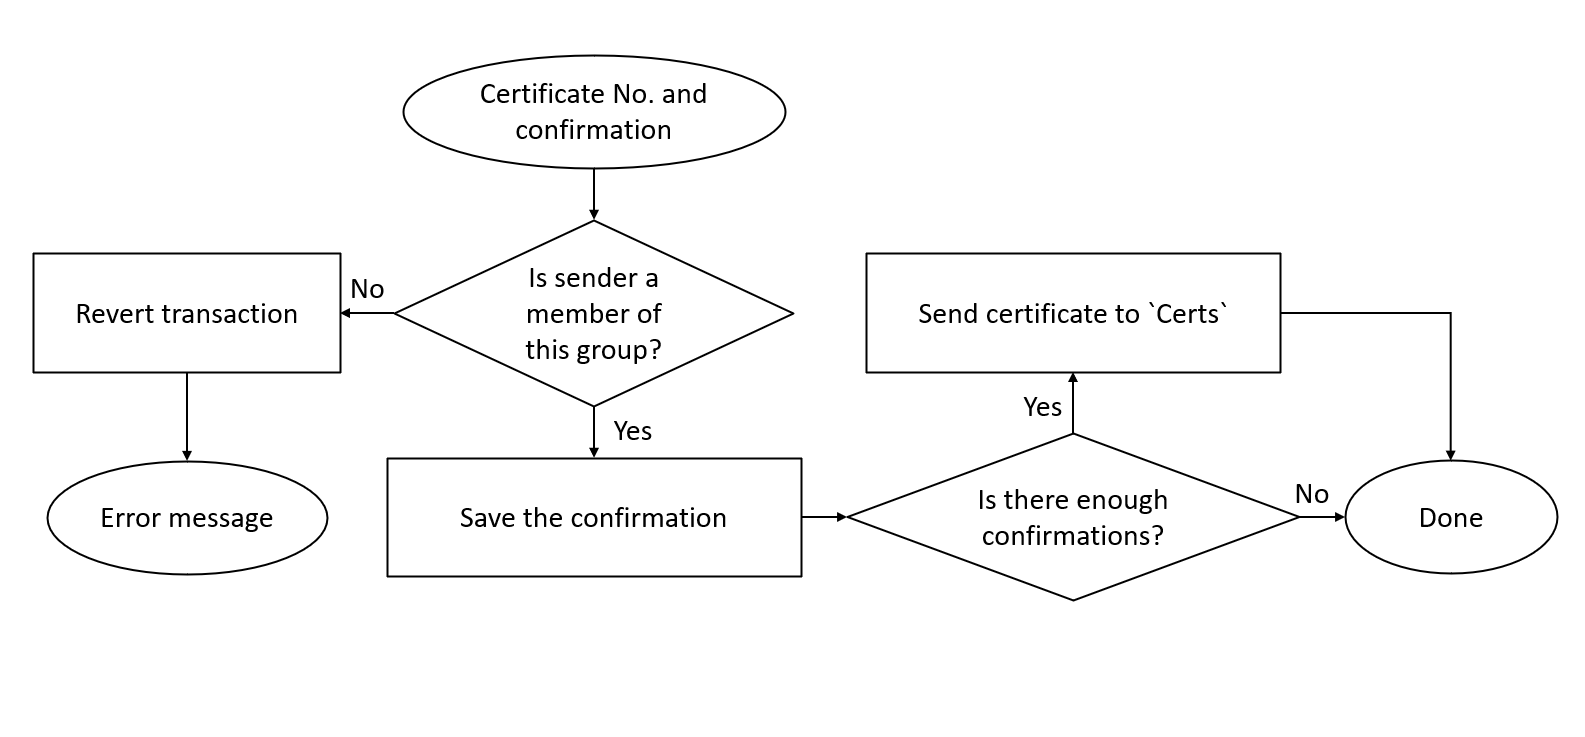 Certificate No. and
confirmation
Is sender a
member of
this group?
No
Revert transaction
Error message
Yes
Save the confirmation
Is there enough
confirmations?
Yes
Send certificate to `Certs`
No
Done